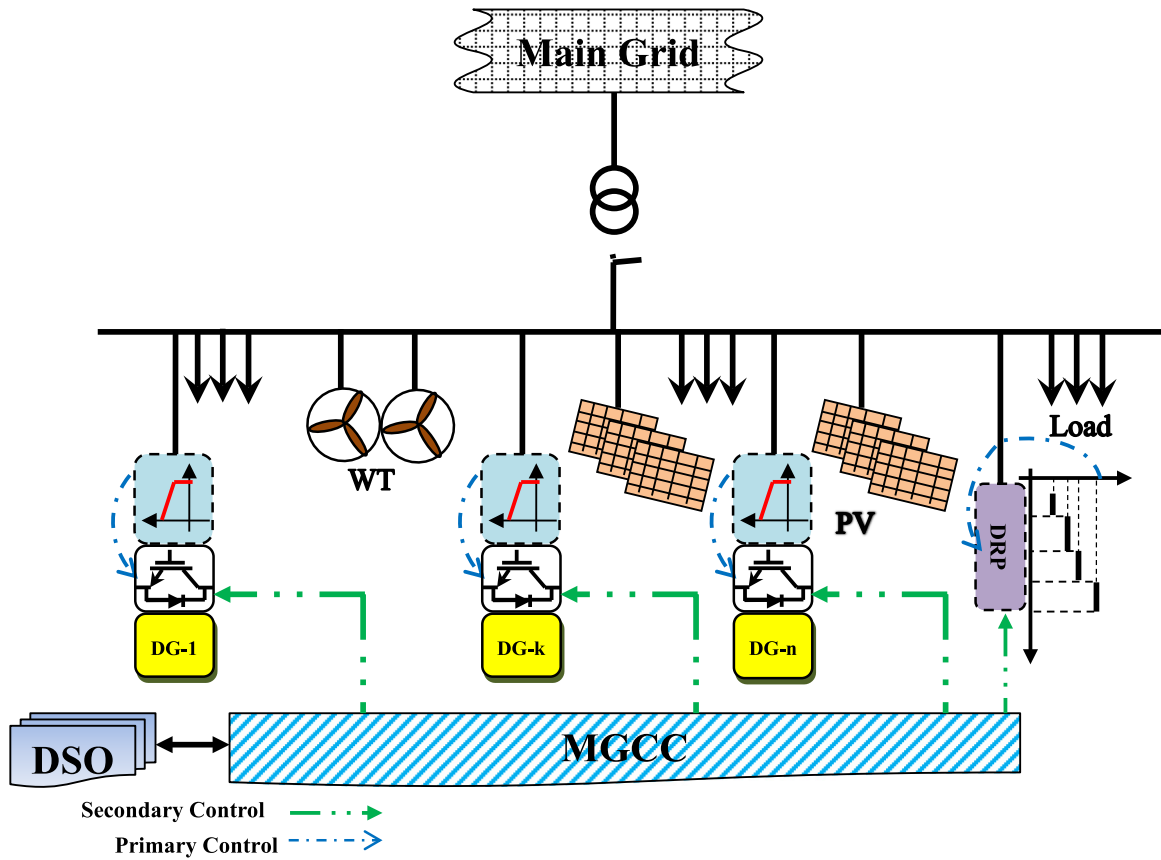 Main Grid
WT
Load
PV
DRP
DG-1
DG-k
DG-n
DSO
MGCC
Secondary Control
Primary Control